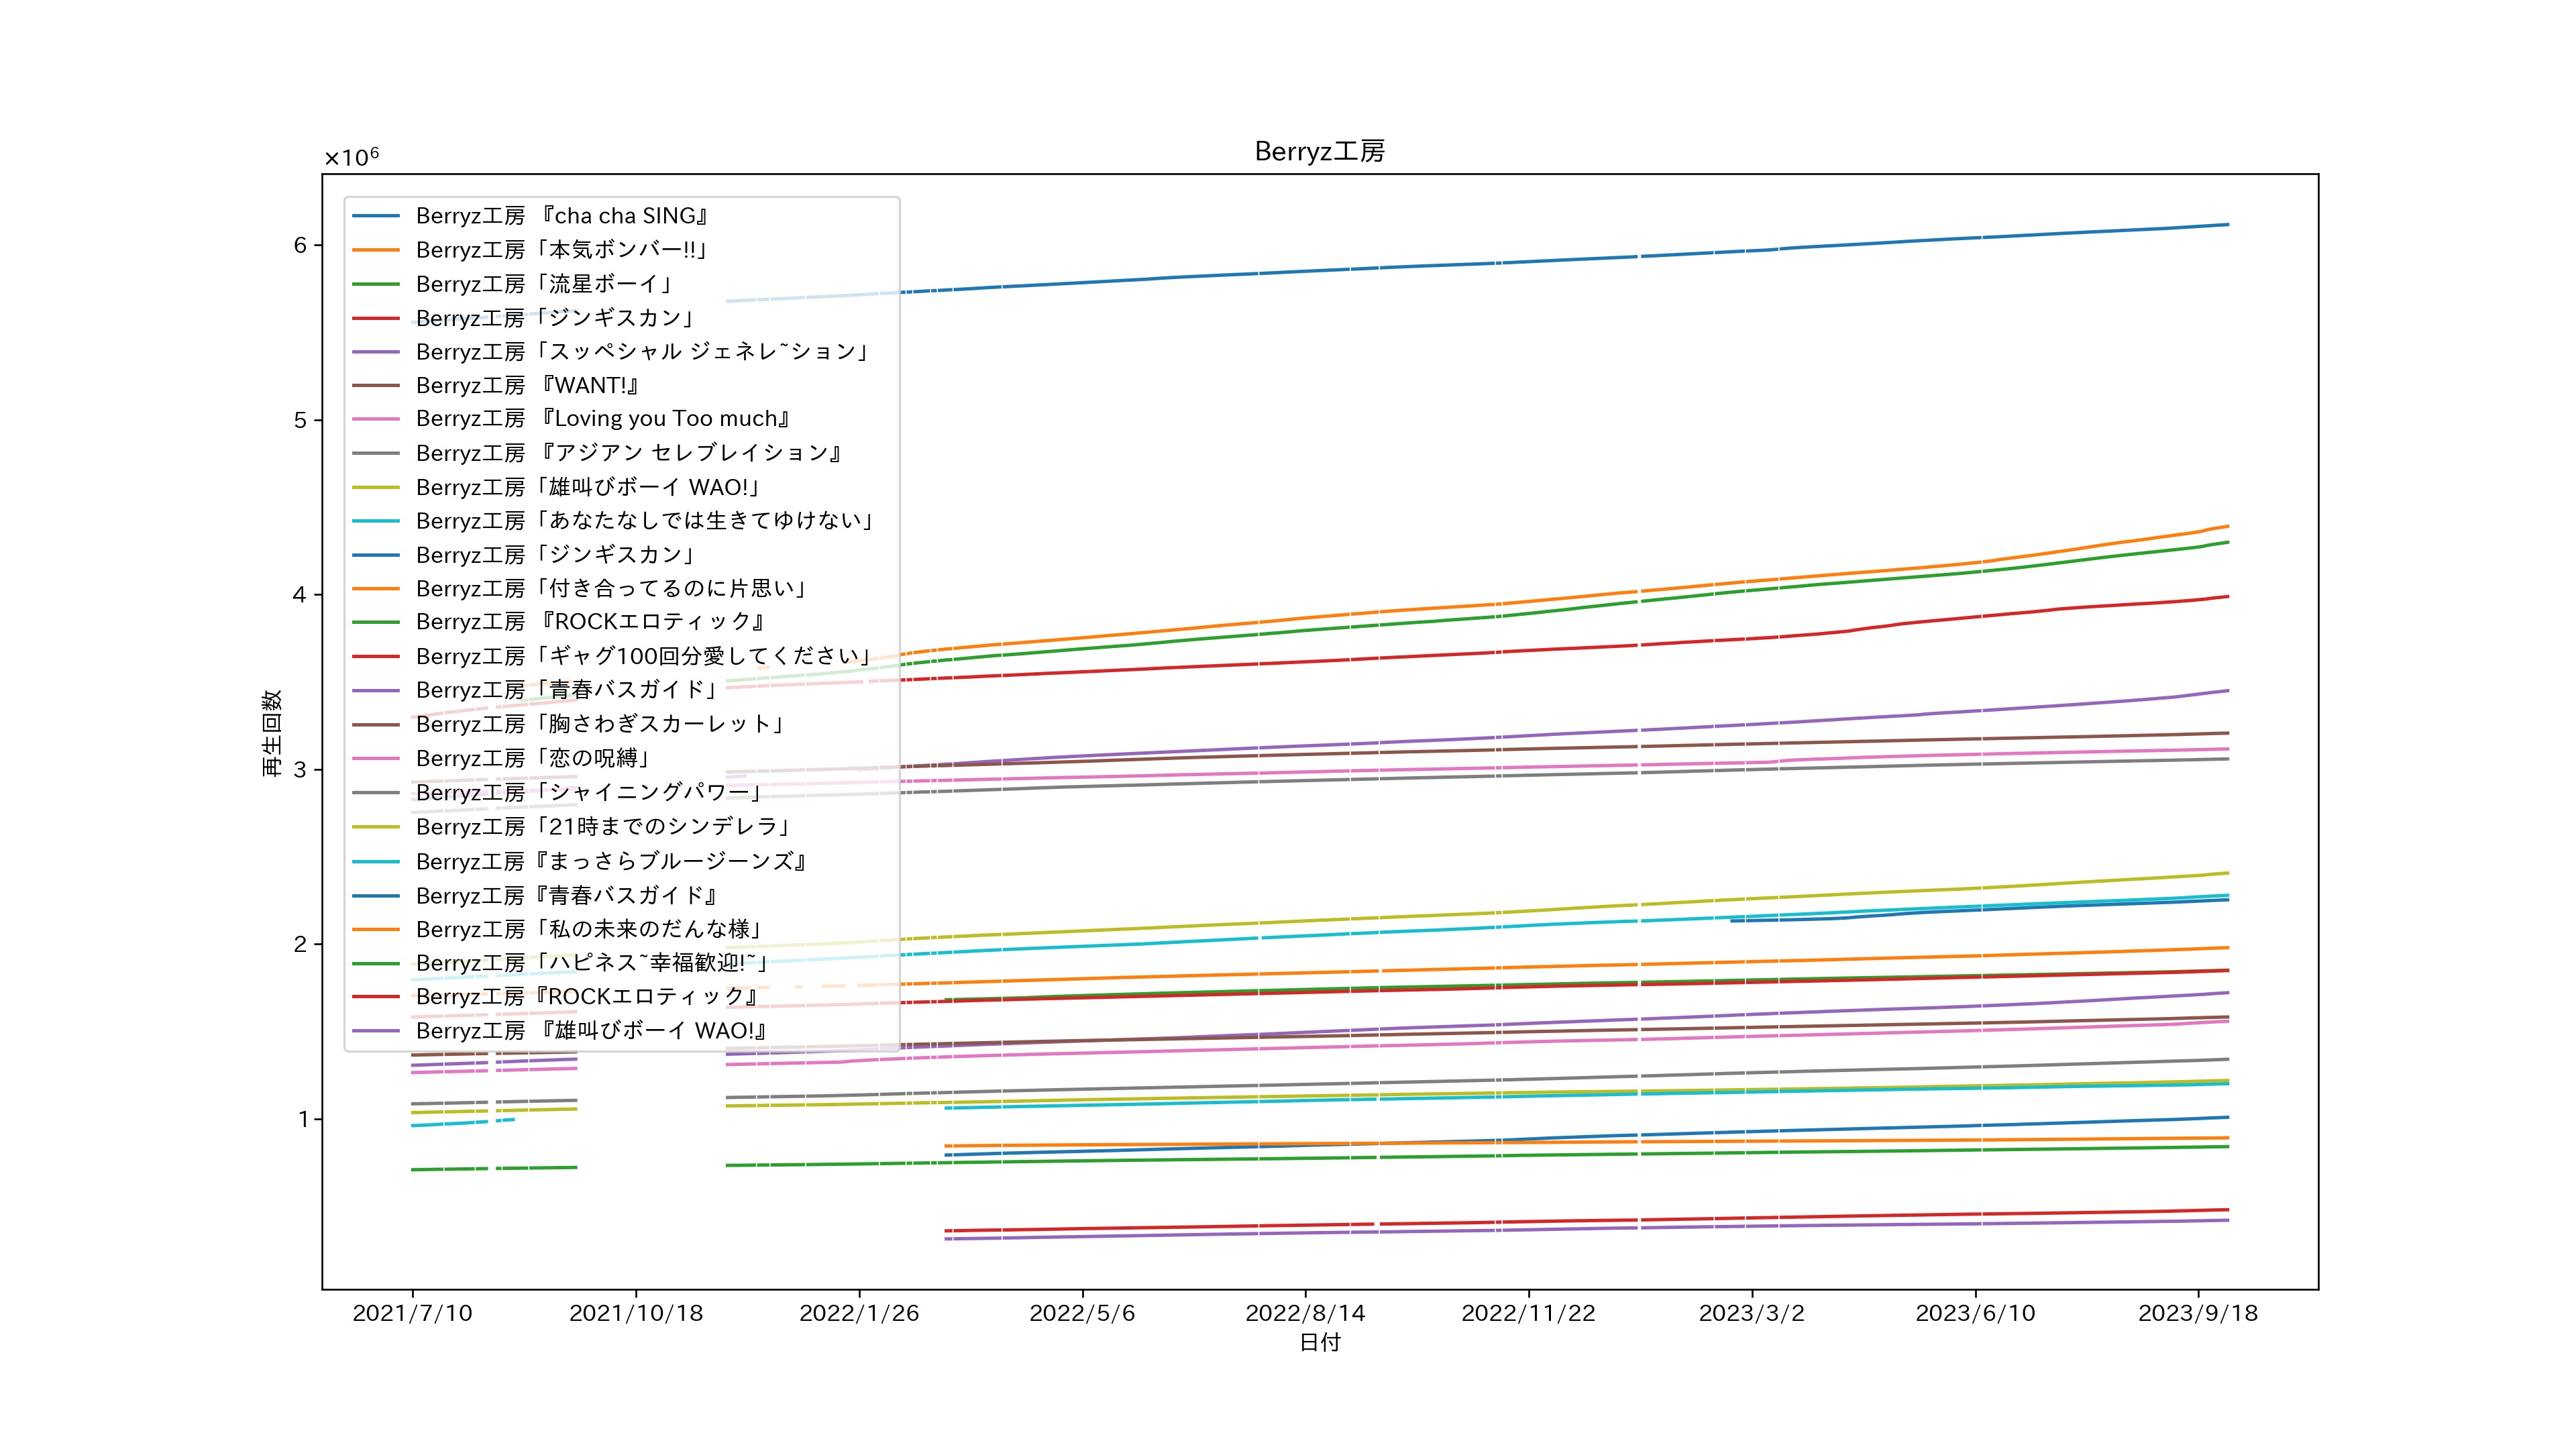 Berryz工房
×10⁶
6
5
4
3
2
1
再生回数
Berryz工房 『cha cha SING』
Berryz工房「本気ボンバー!!」
Berryz工房「流星ボーイ」
Berryz工房「ジンギスカン」
Berryz工房「スッペシャル ジェネレ~ション」
Berryz工房 『WANT!』
Berryz工房 『Loving you Too much』
Berryz工房 『アジアン セレブレイション』
Berryz工房「雄叫びボーイ WAO!」
Berryz工房「あなたなしでは生きてゆけない」
Berryz工房「ジンギスカン」
Berryz工房「付き合ってるのに片思い」
Berryz工房 『ROCKエロティック』
Berryz工房「ギャグ100回分愛してください」
Berryz工房「青春バスガイド」
Berryz工房「胸さわぎスカーレット」
Berryz工房「恋の呪縛」
Berryz工房「シャイニングパワー」
Berryz工房「21時までのシンデレラ」
Berryz工房『まっさらブルージーンズ』
Berryz工房『青春バスガイド』
Berryz工房「私の未来のだんな様」
Berryz工房「ハピネス~幸福歓迎!~」
Berryz工房『ROCKエロティック』
Berryz工房 『雄叫びボーイ WAO!』
2021/7/10 2021/10/18 2022/1/26 2022/5/6 2022/8/14 2022/11/22 2023/3/2 2023/6/10 2023/9/18
日付